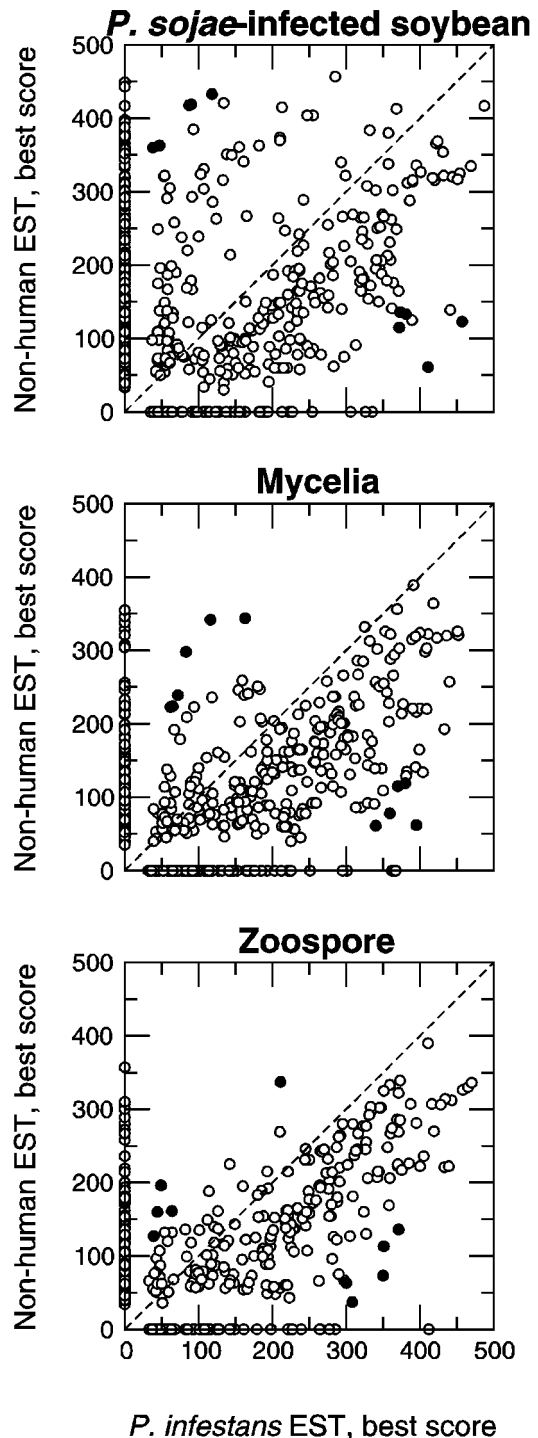 P. sojae-infected soybean
500
400
300
200
100
0
Non-human EST, best score
Mycelia
500
400
300
200
100
0
Non-human EST, best score
Zoospore
500
400
300
200
100
0
Non-human EST, best score
0 100 200 300 400 500
P. infestans EST, best score